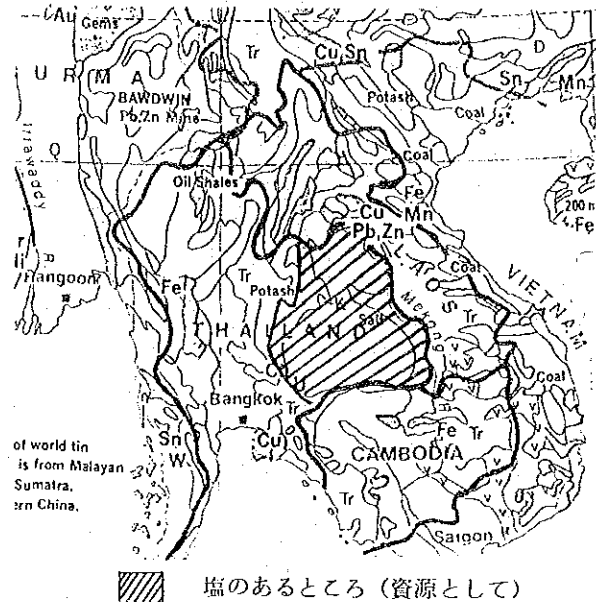 Au
Gems
Tr
Cu,Sn
D
Sn
Mn
URMA
BAWDWIN
Pb,Zn Mine
Potash
Coal
Irrawaddy
Oil Shales
Coal
Fe
Mn
200 m
Fe
Cu
Pb,Zn
LAOS
Coal
VIETNAM
Rangoon
Fe
Tr
Potash
K
Salt
Mekong
Tr
THAILAND
Coal
Cu
Bangkok
Tr
Sn
W
Cu
Fe
Tr
CAMBODIA
of world tin
is from Malayan
Sumatra,
ern China.
Tr
Saigon
塩のあるところ（資源として）